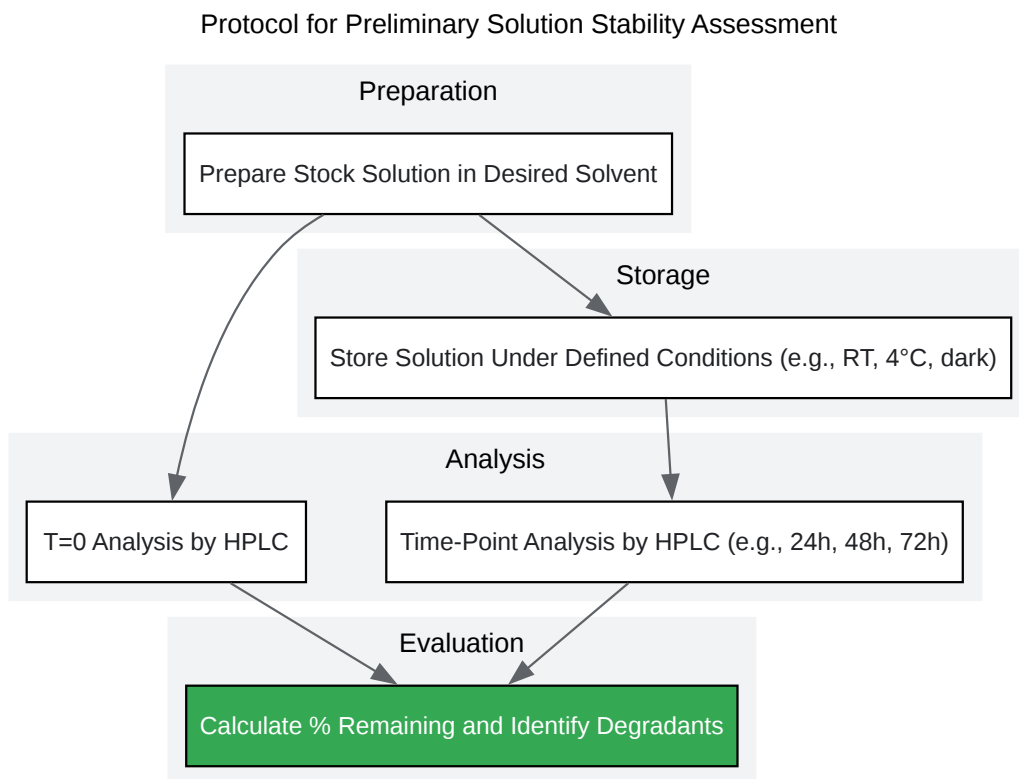 Protocol for Preliminary Solution Stability Assessment
Preparation
Prepare Stock Solution in Desired Solvent
Storage
Store Solution Under Defined Conditions (e.g., RT, 4°C, dark)
Analysis
T=0 Analysis by HPLC
Time-Point Analysis by HPLC (e.g., 24h, 48h, 72h)
Evaluation
Calculate % Remaining and Identify Degradants